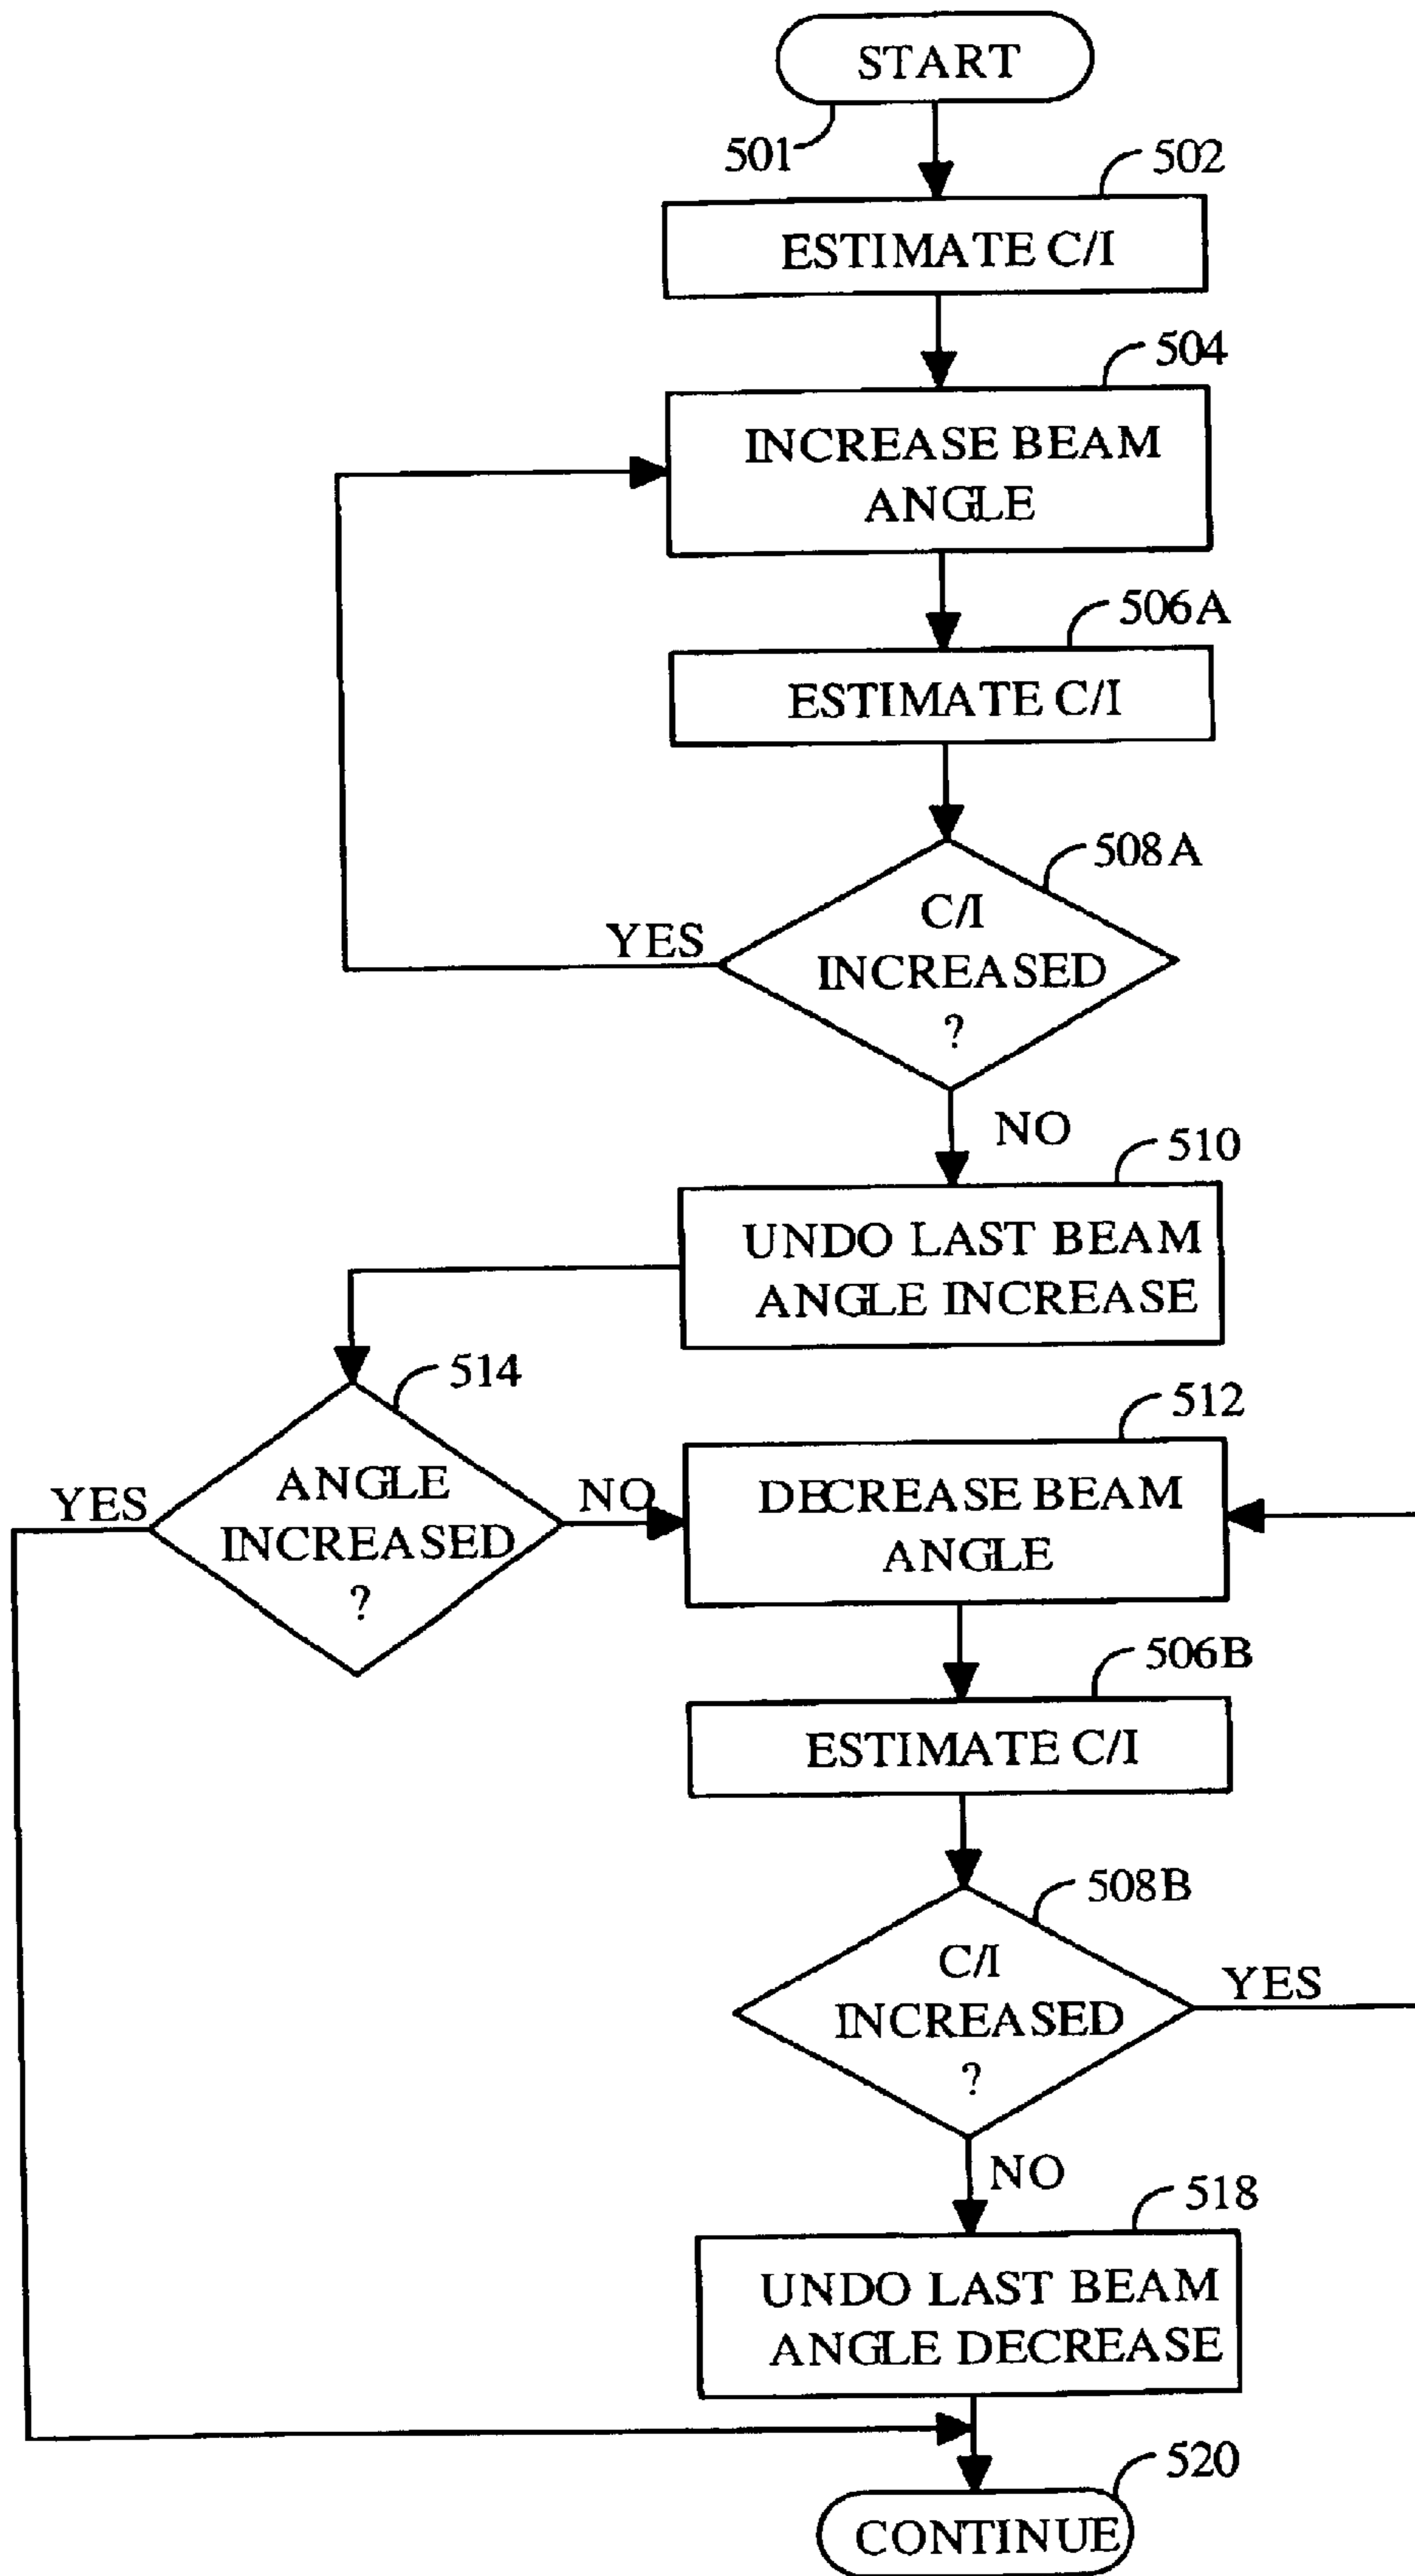 START
501
502
ESTIMATE C/I
504
INCREASE BEAM
ANGLE
506A
ESTIMATE C/I
508A
C/I
INCREASED
?
YES
NO
510
UNDO LAST BEAM
ANGLE INCREASE
514
ANGLE
INCREASED
?
YES
NO
512
DECREASE BEAM
ANGLE
506B
ESTIMATE C/I
508B
C/I
INCREASED
?
YES
NO
518
UNDO LAST BEAM
ANGLE DECREASE
520
CONTINUE